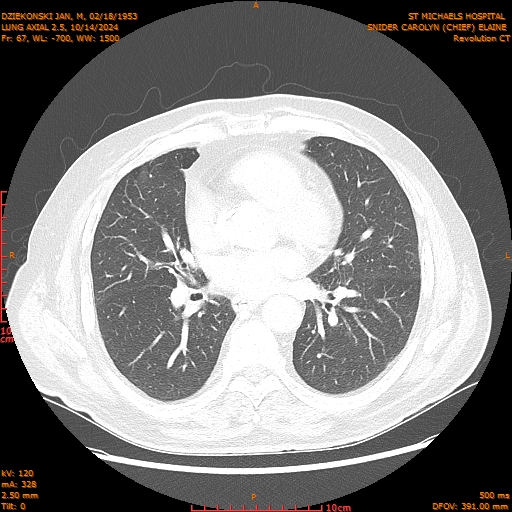 A
DZIEKONSKI JAN, M, 02/18/1953
LUNG AXIAL 2.5, 10/14/2024
Fr: 67, WL: -700, WW: 1500
ST MICHAELS HOSPITAL
SNIDER CAROLYN (CHIEF) ELAINE
Revolution CT
R
L
10
cm
kV: 120
mA: 328
2.50 mm
Tilt: 0
P
10cm
500 ms
DFOV: 391.00 mm